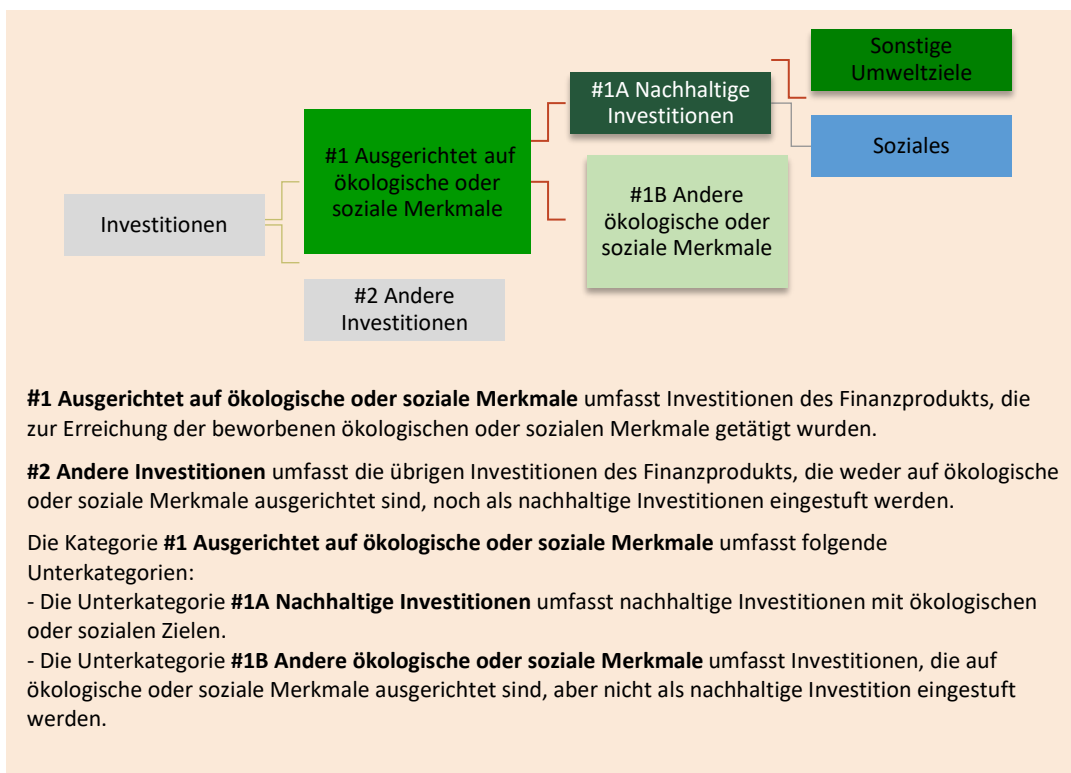 Sonstige
Umweltziele
#1A Nachhaltige
Investitionen
Soziales
#1 Ausgerichtet auf
ökologische oder
soziale Merkmale
#1B Andere
ökologische oder
soziale Merkmale
Investitionen
#2 Andere
Investitionen
#1 Ausgerichtet auf ökologische oder soziale Merkmale umfasst Investitionen des Finanzprodukts, die
zur Erreichung der beworbenen ökologischen oder sozialen Merkmale getätigt wurden.
#2 Andere Investitionen umfasst die übrigen Investitionen des Finanzprodukts, die weder auf ökologische
oder soziale Merkmale ausgerichtet sind, noch als nachhaltige Investitionen eingestuft werden.
Die Kategorie #1 Ausgerichtet auf ökologische oder soziale Merkmale umfasst folgende
Unterkategorien:
- Die Unterkategorie #1A Nachhaltige Investitionen umfasst nachhaltige Investitionen mit ökologischen
oder sozialen Zielen.
- Die Unterkategorie #1B Andere ökologische oder soziale Merkmale umfasst Investitionen, die auf
ökologische oder soziale Merkmale ausgerichtet sind, aber nicht als nachhaltige Investition eingestuft
werden.